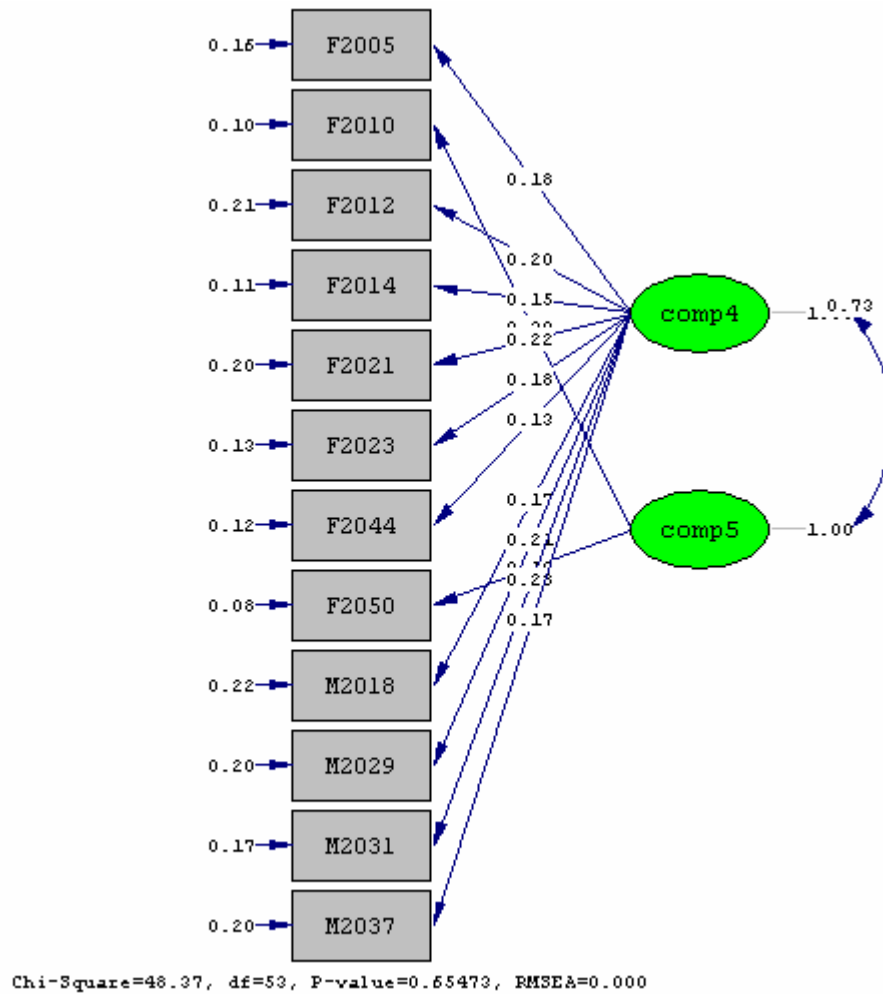 0.16 F2005
0.10 F2010
0.18
0.21 F2012
0.20
0.11 F2014
0.15
comp4 0.73
0.22
0.20 F2021
0.18
0.13
0.13 F2023
0.17
0.12 F2044
comp5 1.00
0.21
0.23
0.08 F2050
0.17
0.22 M2018
0.20 M2029
0.17 M2031
0.20 M2037
Chi-Square=48.37, df=53, P-value=0.65473, RMSEA=0.000